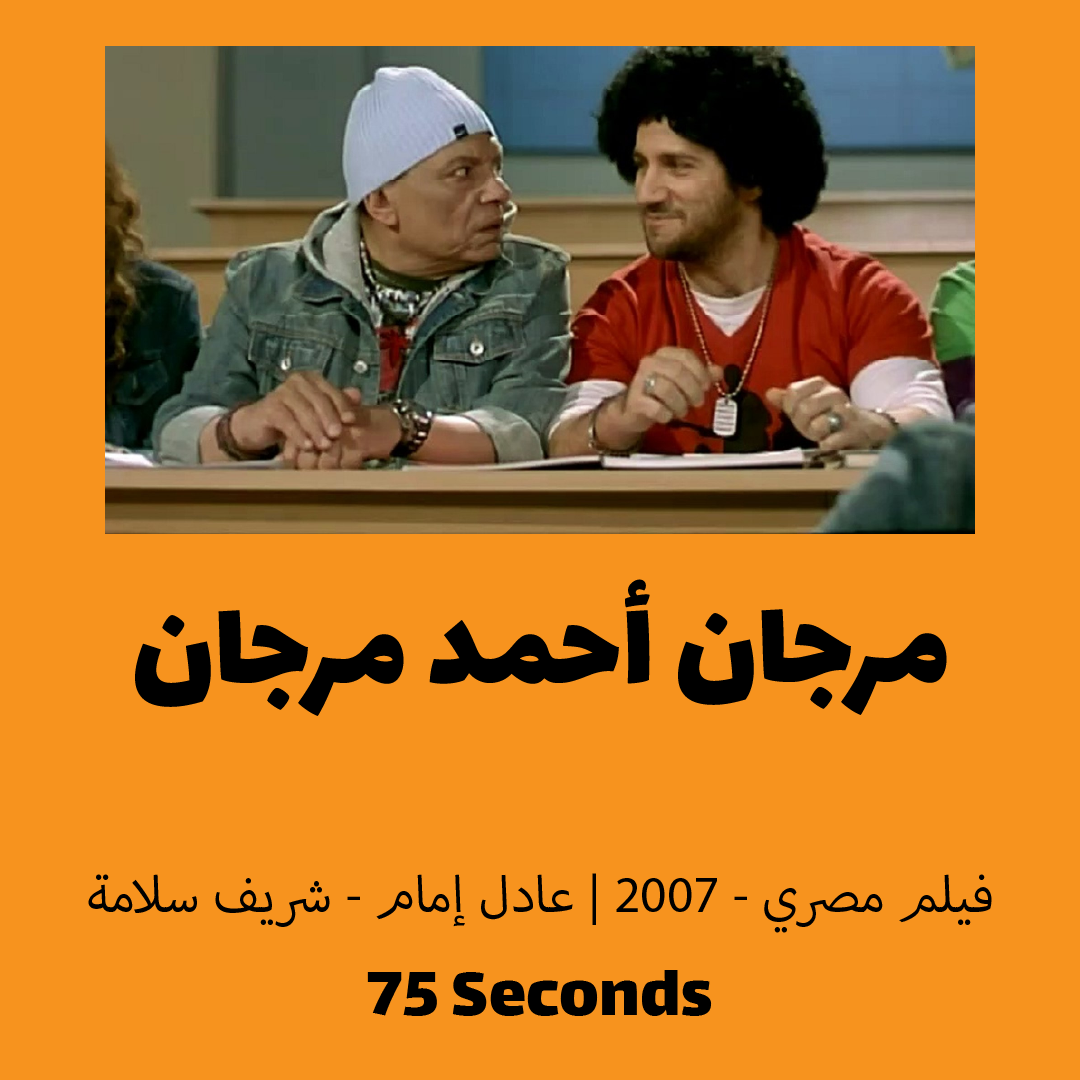 مرجان أحمد مرجان
فيلم مصري - 2007 | عادل إمام - شريف سلامة
75 Seconds